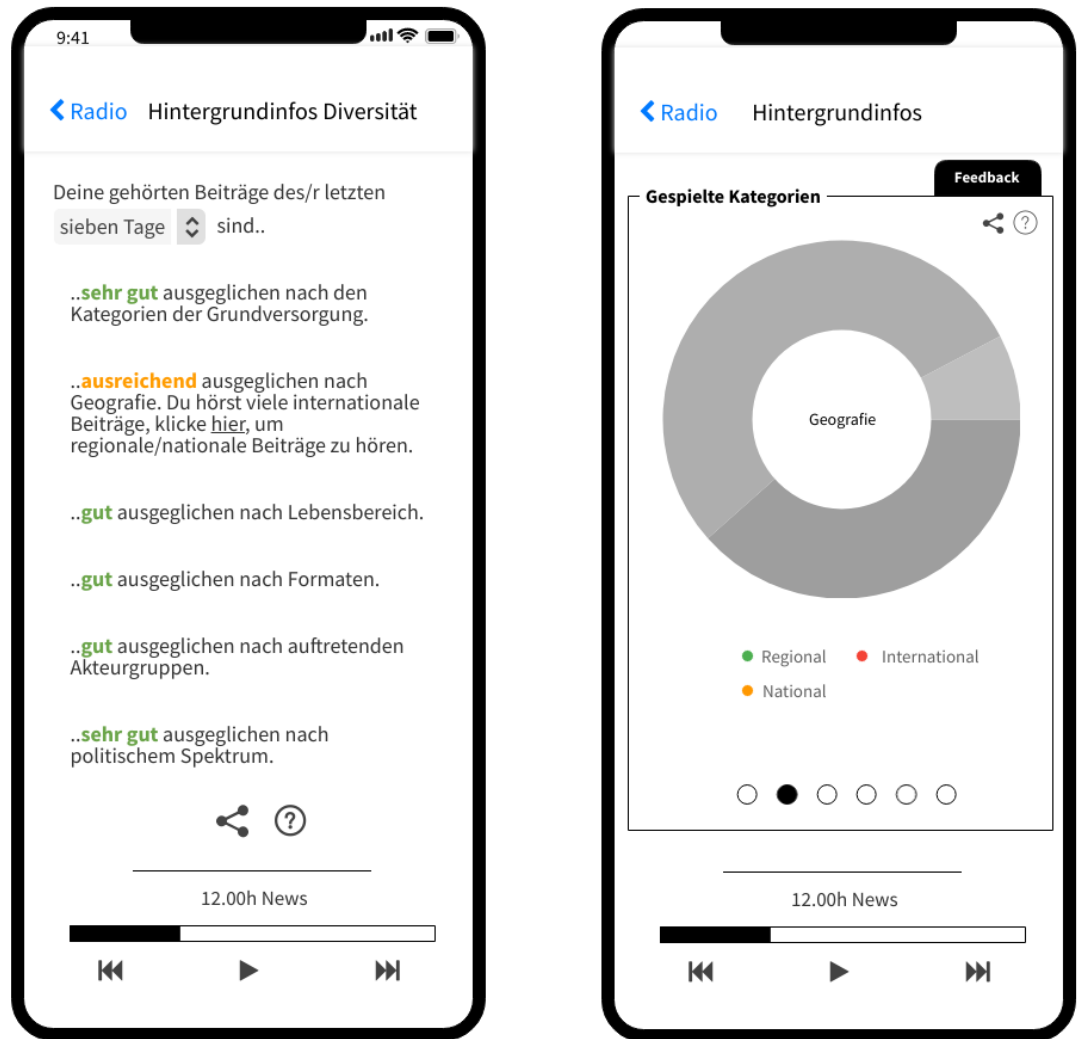 9:41
Radio Hintergrundinfos Diversität
Deine gehörten Beiträge des/r letzten
sieben Tage sind..
..sehr gut ausgeglichen nach den
Kategorien der Grundversorgung.
..ausreichend ausgeglichen nach
Geografie. Du hörst viele internationale
Beiträge, klicke hier, um
regionale/nationale Beiträge zu hören.
..gut ausgeglichen nach Lebensbereich.
..gut ausgeglichen nach Formaten.
..gut ausgeglichen nach auftretenden
Akteurgruppen.
..sehr gut ausgeglichen nach
politischem Spektrum.
?
12.00h News
Radio Hintergrundinfos
Feedback
Gespielte Kategorien
?
Geografie
Regional International
National
12.00h News